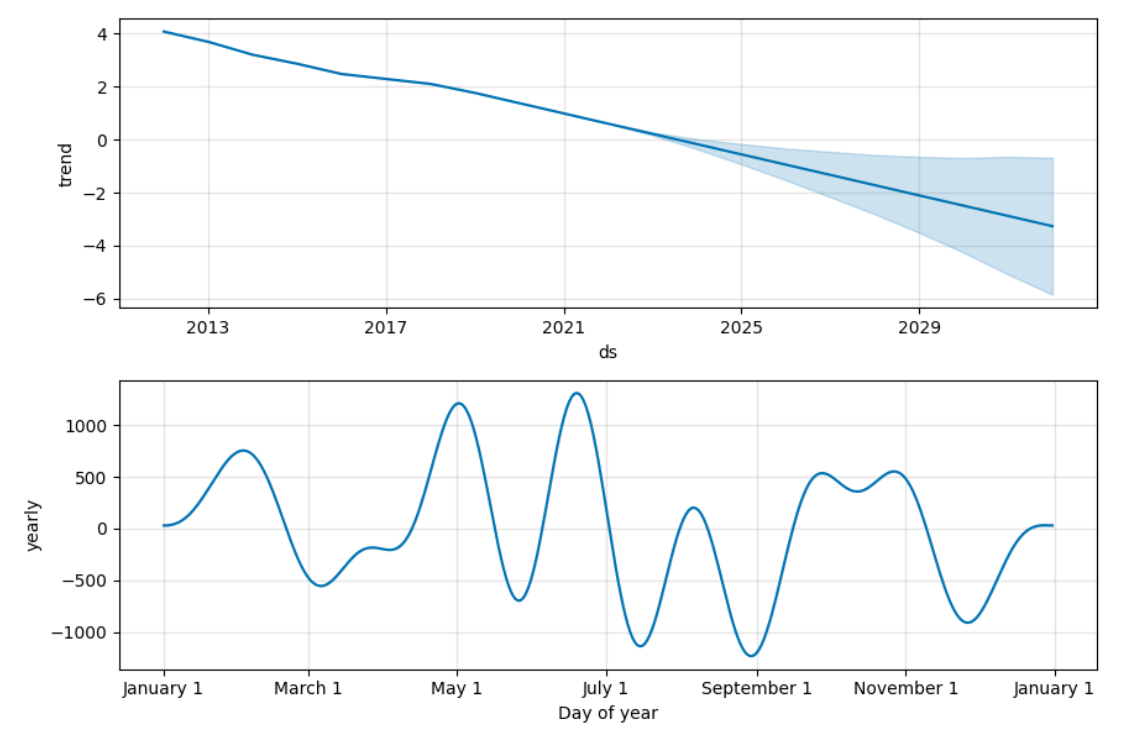 4
2
0
−2
−4
−6
trend
2013 2017 2021 2025 2029
ds
1000
500
0
−500
−1000
yearly
January 1 March 1 May 1 July 1 September 1 November 1 January 1
Day of year